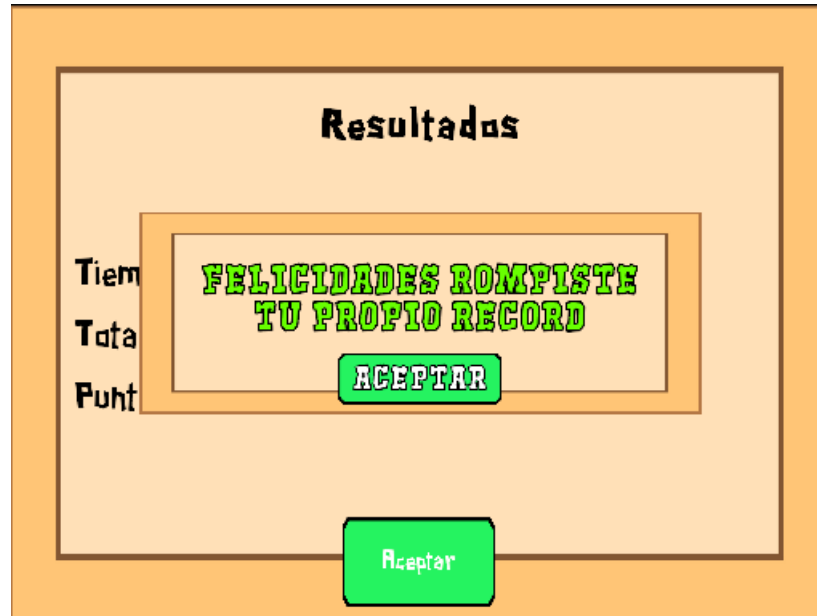 Resultados
Tiem
FELICIDADES ROMPISTE
TU PROPIO RECORD
Tota
ACEPTAR
Punt
Aceptar